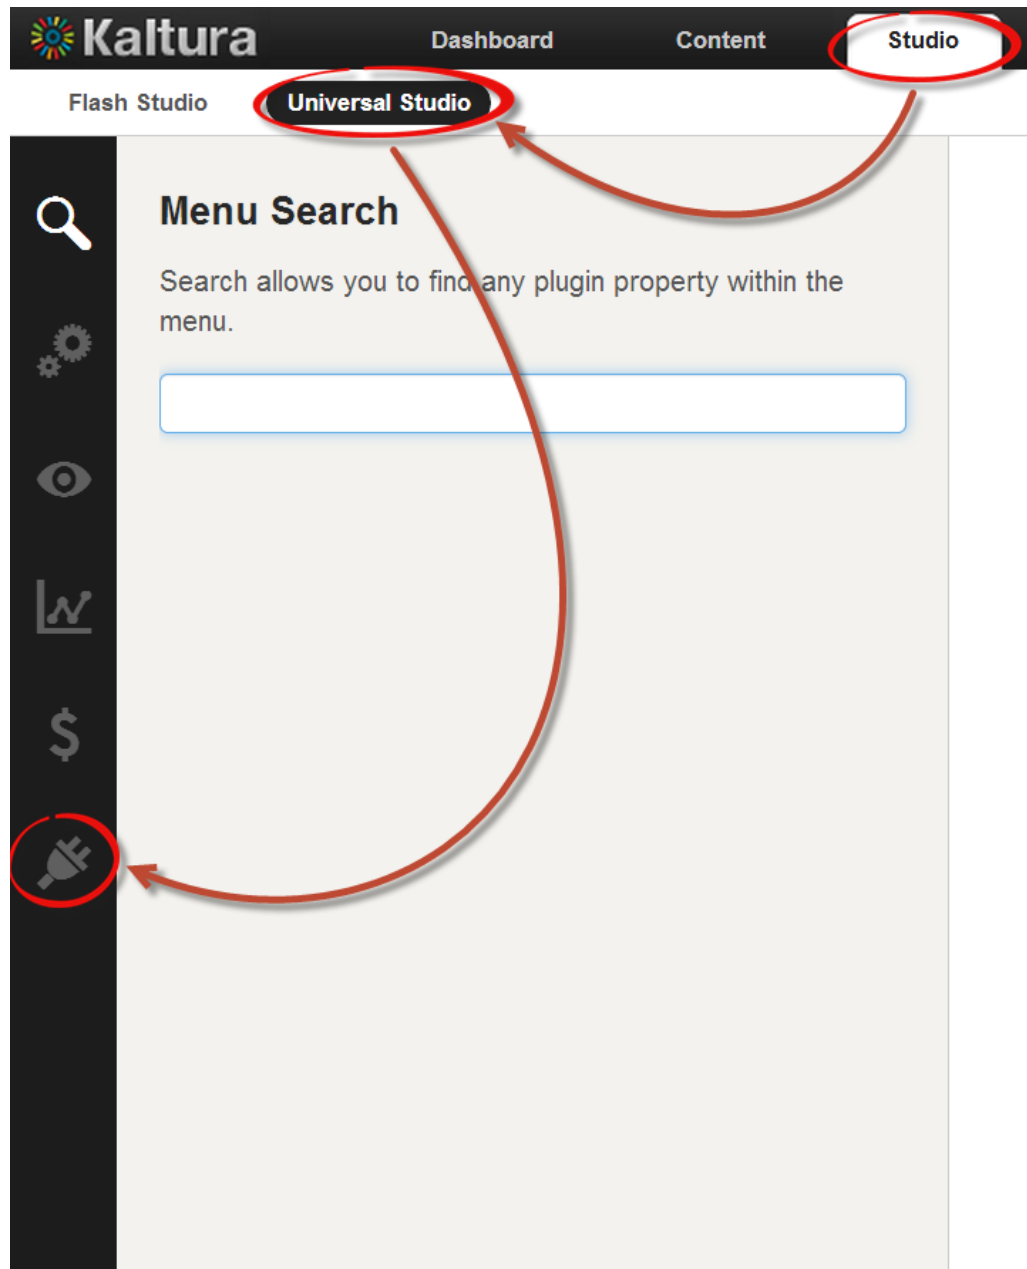 Kaltura Dashboard Content Studio
Flash Studio Universal Studio
Menu Search
Search allows you to find any plugin property within the
menu.